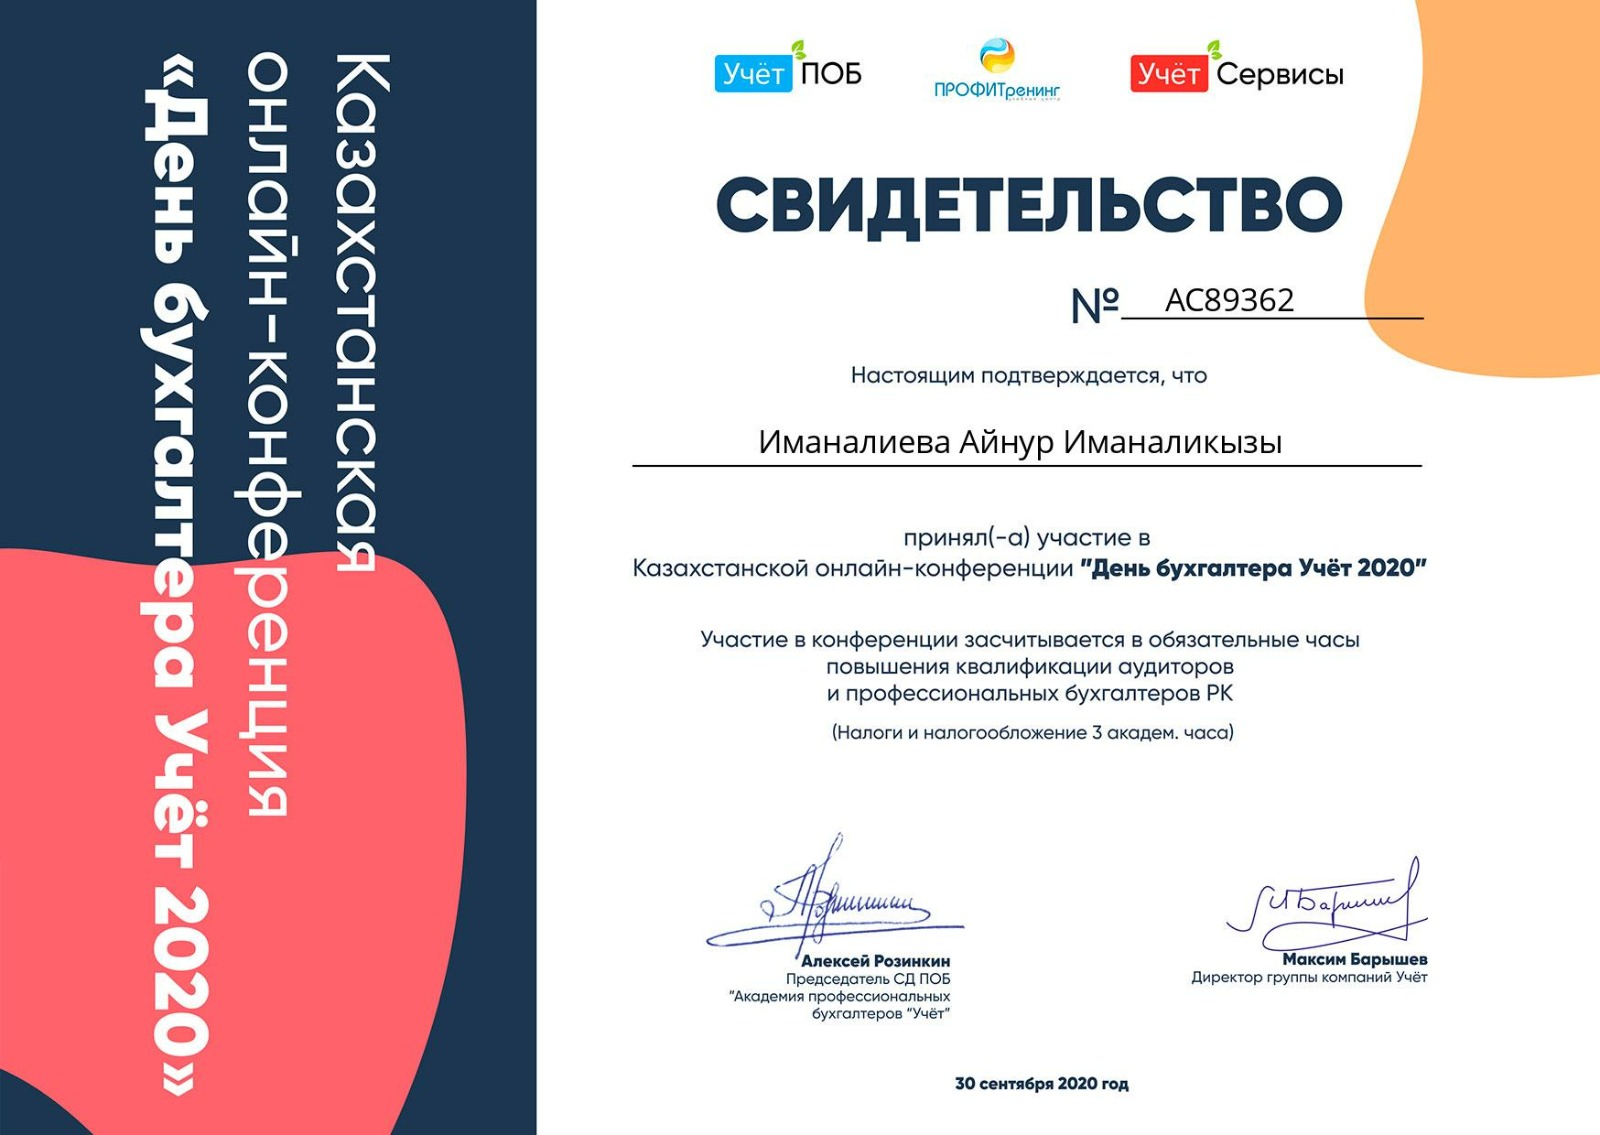 Казахстанская
онлайн-конференция
«День бухгалтера Учёт 2020»
Учёт ПОБ
ПРОФИТренинг
учебный центр
Учёт Сервисы
СВИДЕТЕЛЬСТВО
№ АС89362
Настоящим подтверждается, что
Иманалиева Айнур Иманаликызы
принял(-а) участие в
Казахстанской онлайн-конференции "День бухгалтера Учёт 2020"
Участие в конференции засчитывается в обязательные часы
повышения квалификации аудиторов
и профессиональных бухгалтеров РК
(Налоги и налогообложение 3 академ. часа)
Алексей Розинкин
Председатель СД ПОБ
"Академия профессиональных
бухгалтеров "Учёт"
Максим Барышев
Директор группы компаний Учёт
30 сентября 2020 год